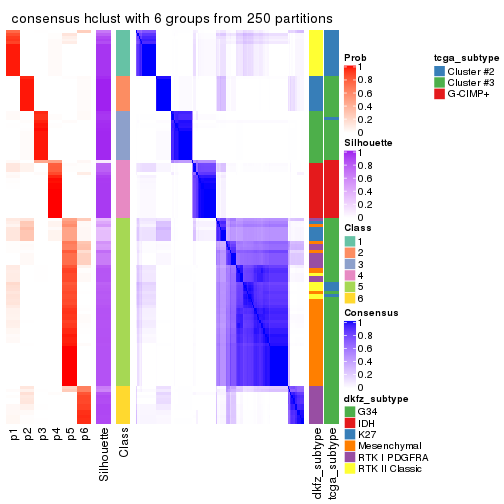 consensus hclust with 6 groups from 250 partitions
Prob
1
0.8
0.6
0.4
0.2
0
Silhouette
1
0.8
0.6
0.4
0.2
0
Class
1
2
3
4
5
6
Consensus
1
0.8
0.6
0.4
0.2
0
dkfz_subtype
G34
IDH
K27
Mesenchymal
RTK I PDGFRA
RTK II Classic
tcga_subtype
Cluster #2
Cluster #3
G-CIMP+
p1
p2
p3
p4
p5
p6
Silhouette
Class
dkfz_subtype
tcga_subtype